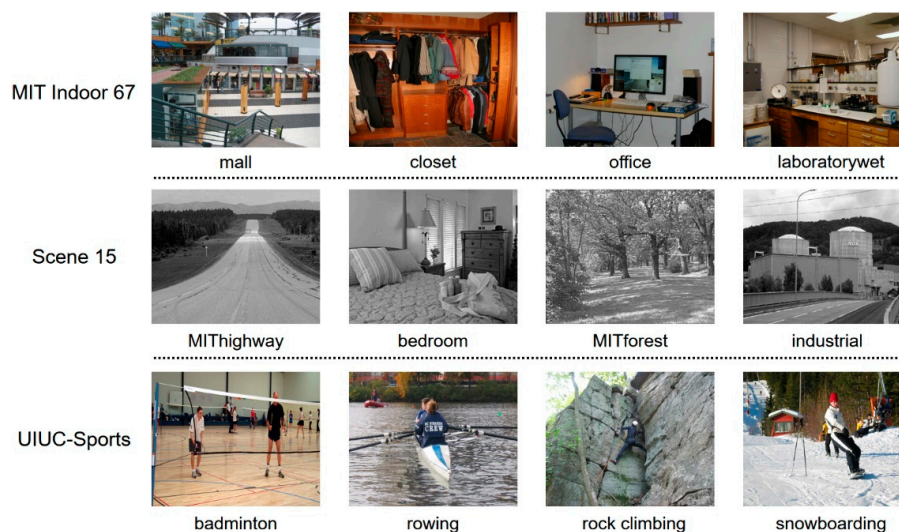 MIT Indoor 67
mall
closet
office
laboratorywet
Scene 15
MIThighway
bedroom
MITforest
industrial
UIUC-Sports
CREW
badminton
rowing
rock climbing
snowboarding